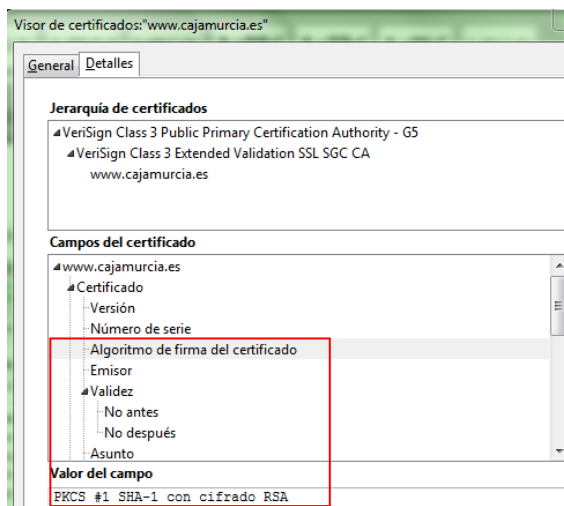 Visor de certificados:"www.cajamurcia.es"
General Detalles
Jerarquía de certificados
VeriSign Class 3 Public Primary Certification Authority - G5
VeriSign Class 3 Extended Validation SSL SGC CA
www.cajamurcia.es
Campos del certificado
www.cajamurcia.es
Certificado
Versión
Número de serie
Algoritmo de firma del certificado
Emisor
Validez
No antes
No después
Asunto
Valor del campo
PKCS #1 SHA-1 con cifrado RSA